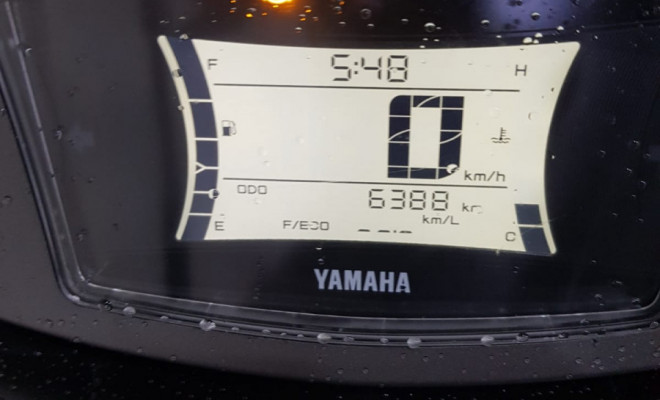 F 5:48 H
0 km/h
ODO 6388 km
F/ECO --.- km/L
E C
YAMAHA